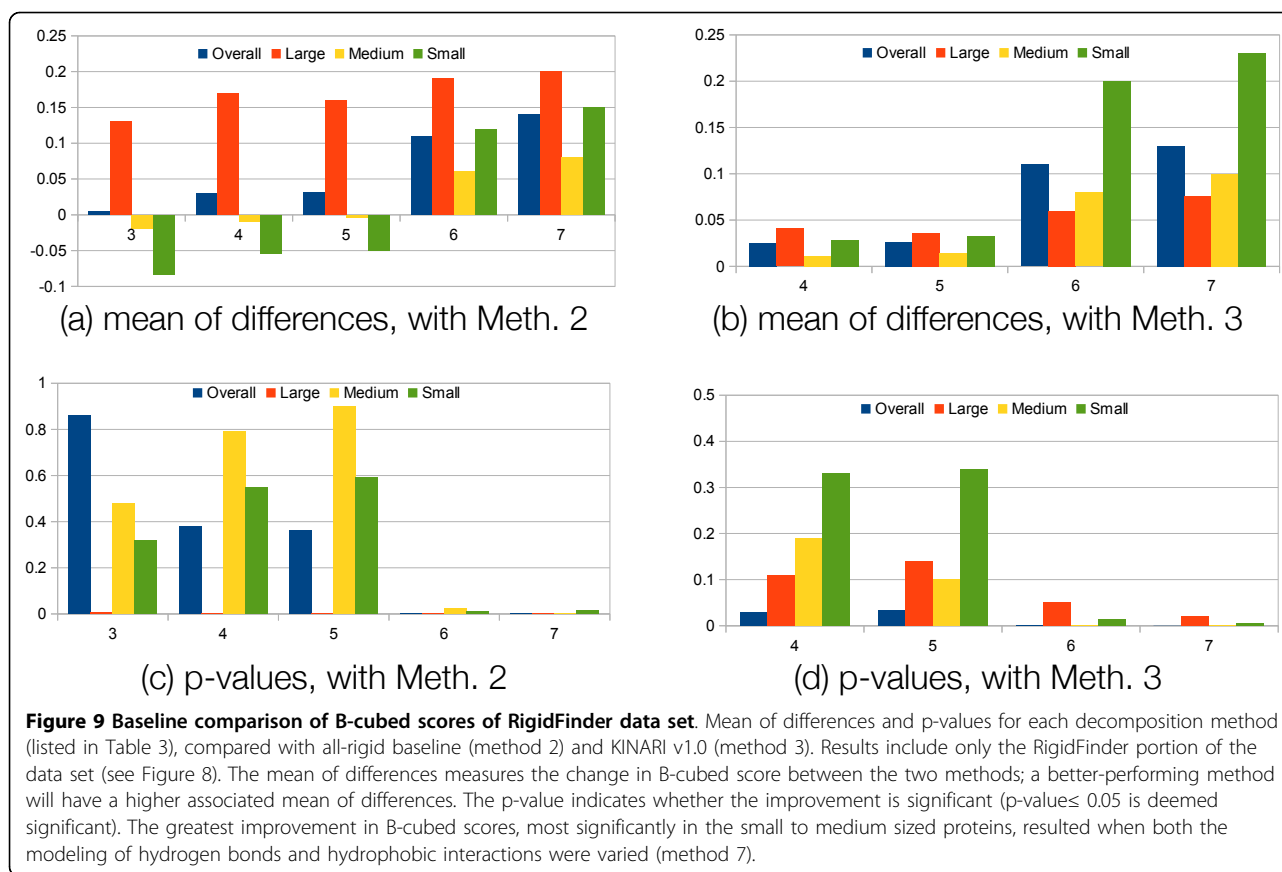 0.25
0.2
0.15
0.1
0.05
0
-0.05
-0.1
Overall Large Medium Small
3 4 5 6 7
(a) mean of differences, with Meth. 2
0.25
0.2
0.15
0.1
0.05
0
Overall Large Medium Small
4 5 6 7
(b) mean of differences, with Meth. 3
1
0.8
0.6
0.4
0.2
0
Overall Large Medium Small
3 4 5 6 7
(c) p-values, with Meth. 2
0.5
0.4
0.3
0.2
0.1
0
Overall Large Medium Small
4 5 6 7
(d) p-values, with Meth. 3
Figure 9 Baseline comparison of B-cubed scores of RigidFinder data set. Mean of differences and p-values for each decomposition method
(listed in Table 3), compared with all-rigid baseline (method 2) and KINARI v1.0 (method 3). Results include only the RigidFinder portion of the
data set (see Figure 8). The mean of differences measures the change in B-cubed score between the two methods; a better-performing method
will have a higher associated mean of differences. The p-value indicates whether the improvement is significant (p-value≤ 0.05 is deemed
significant). The greatest improvement in B-cubed scores, most significantly in the small to medium sized proteins, resulted when both the
modeling of hydrogen bonds and hydrophobic interactions were varied (method 7).